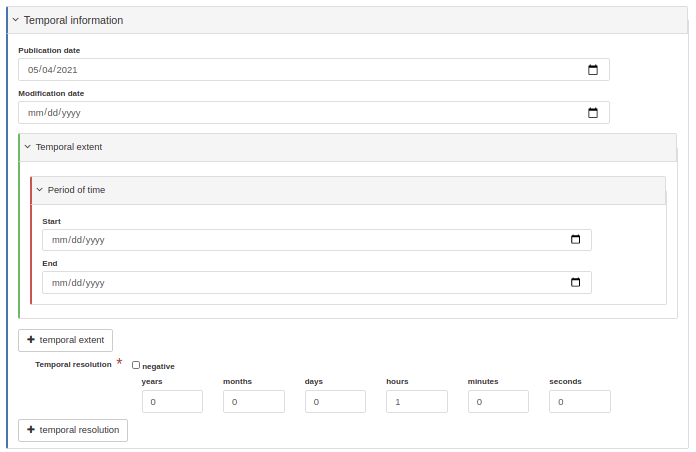 Temporal information
Publication date
05/04/2021
Modification date
mm/dd/yyyy
Temporal extent
Period of time
Start
mm/dd/yyyy
End
mm/dd/yyyy
+ temporal extent
Temporal resolution * negative
years months days hours minutes seconds
0 0 0 1 0 0
+ temporal resolution